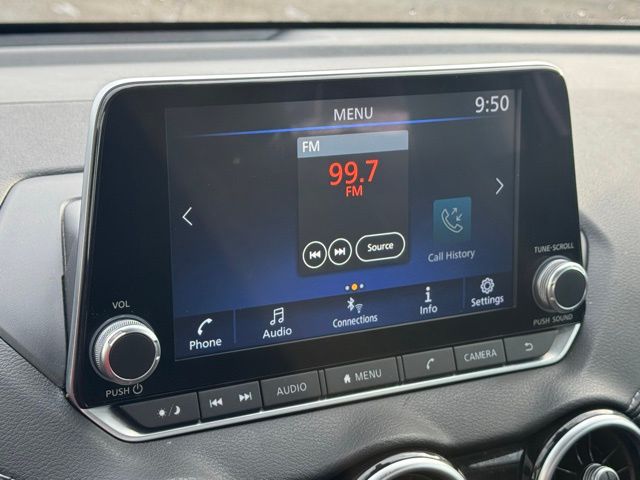 MENU
9:50
FM
99.7
FM
Source
Call History
Phone
Audio
Connections
Info
Settings
VOL
PUSH
TUNE·SCROLL
PUSH SOUND
AUDIO
MENU
CAMERA